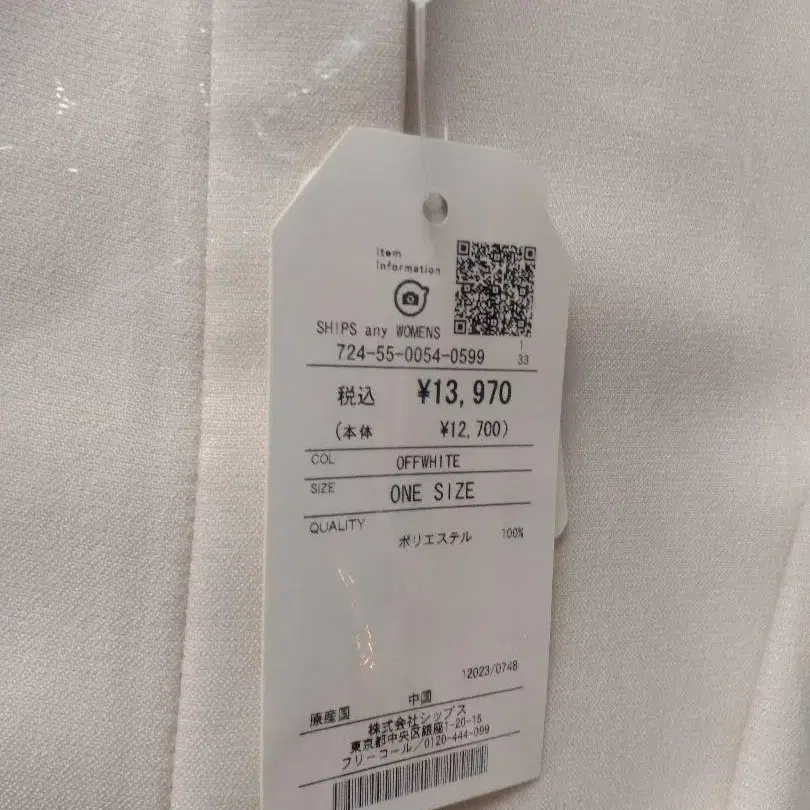 Item
Information
SHIPS any WOMENS
724-55-0054-0599
1
33
税込 ¥13,970
(本体 ¥12,700)
COL OFFWHITE
SIZE ONE SIZE
QUALITY
ポリエステル 100%
12023/0748
原産国 中国
株式会社シップス
東京都中央区銀座1-20-15
フリーコール/0120-444-099